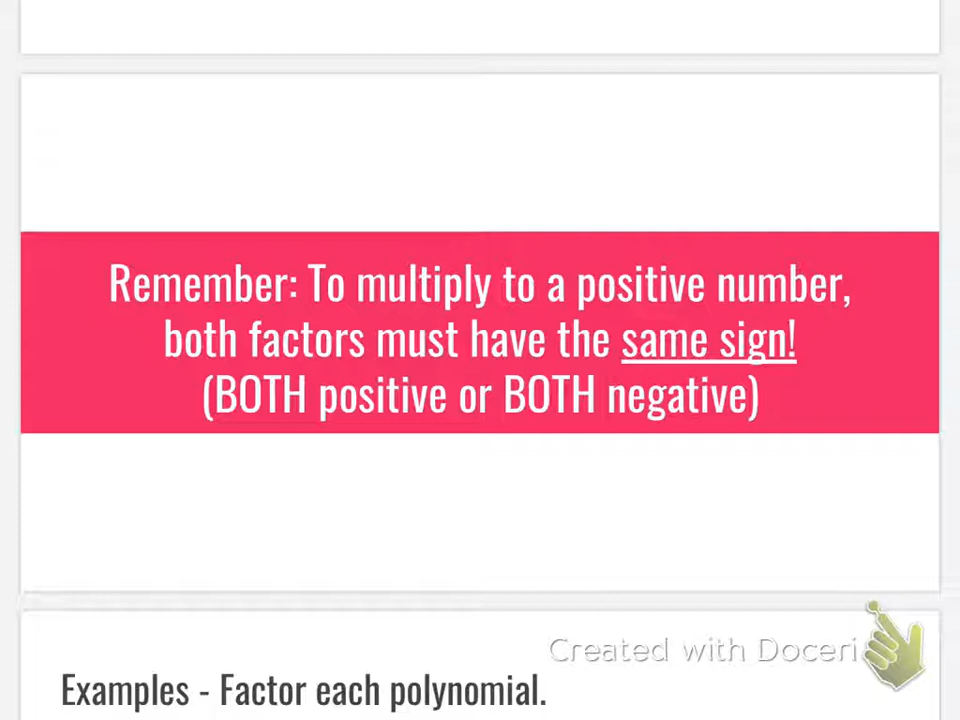 Remember: To multiply to a positive number,
both factors must have the same sign!
(BOTH positive or BOTH negative)
Created with Doceri
Examples - Factor each polynomial.